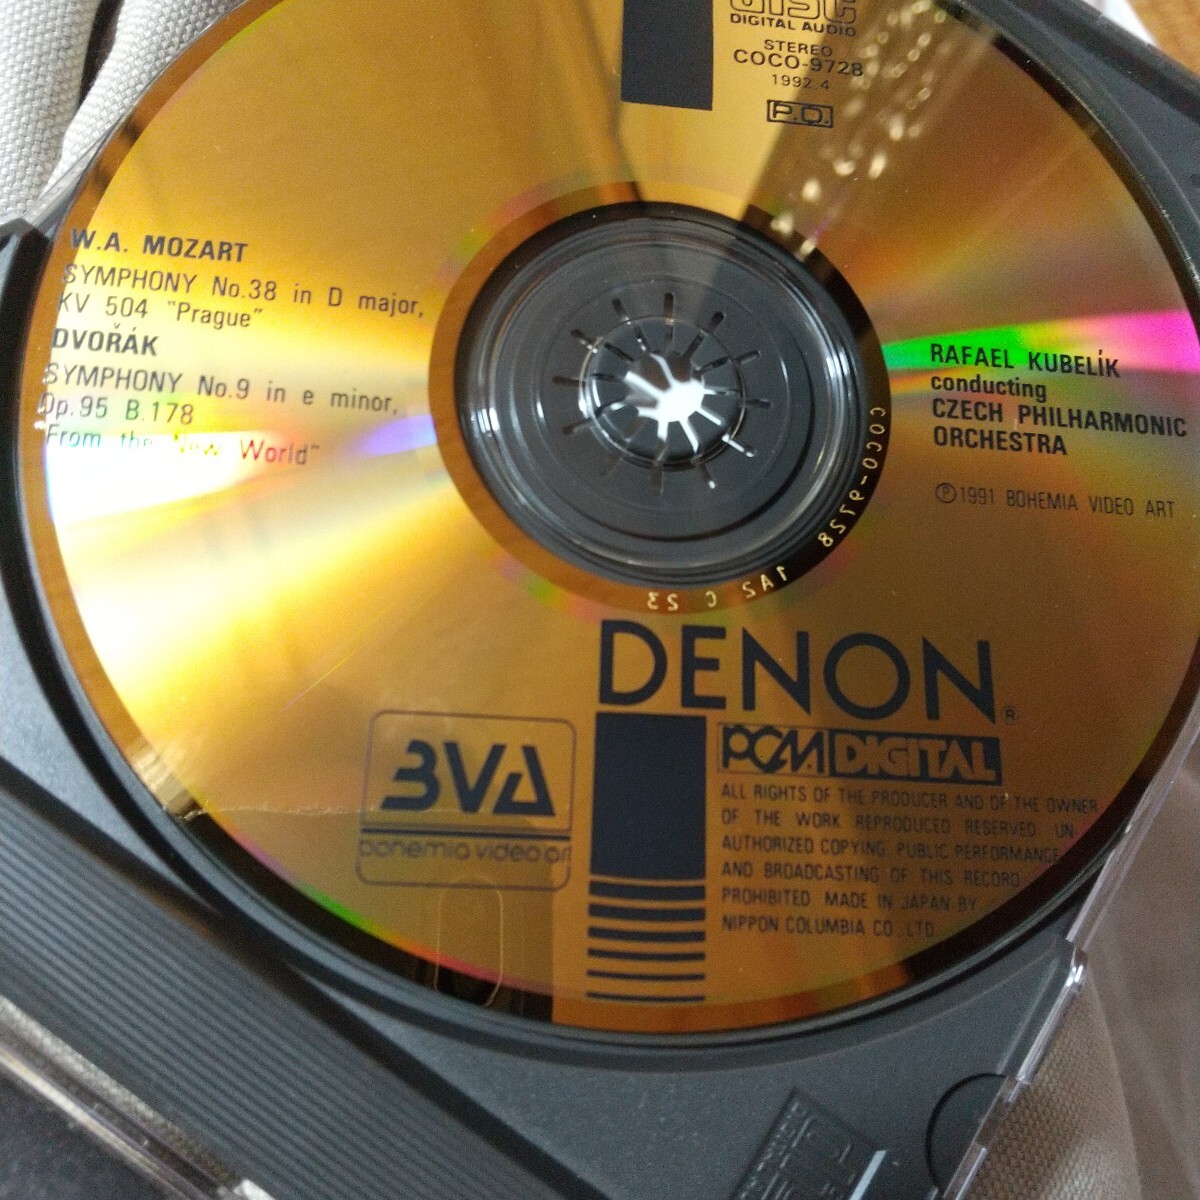 disc
DIGITAL AUDIO
STEREO
COCO-9728
1992.4
P.D.
W.A. MOZART
SYMPHONY No.38 in D major,
KV 504 "Prague"
DVOŘÁK
SYMPHONY No.9 in e minor,
Op.95 B.178
From the "New World"
RAFAEL KUBELÍK
conducting
CZECH PHILHARMONIC
ORCHESTRA
Ⓟ1991 BOHEMIA VIDEO ART
COCO-9728 1A2 C 23
DENON®
PCM DIGITAL
BVA
bohemia video art
ALL RIGHTS OF THE PRODUCER AND OF THE OWNER
OF THE WORK REPRODUCED RESERVED UN-
AUTHORIZED COPYING, PUBLIC PERFORMANCE
AND BROADCASTING OF THIS RECORD
PROHIBITED MADE IN JAPAN BY
NIPPON COLUMBIA CO., LTD.